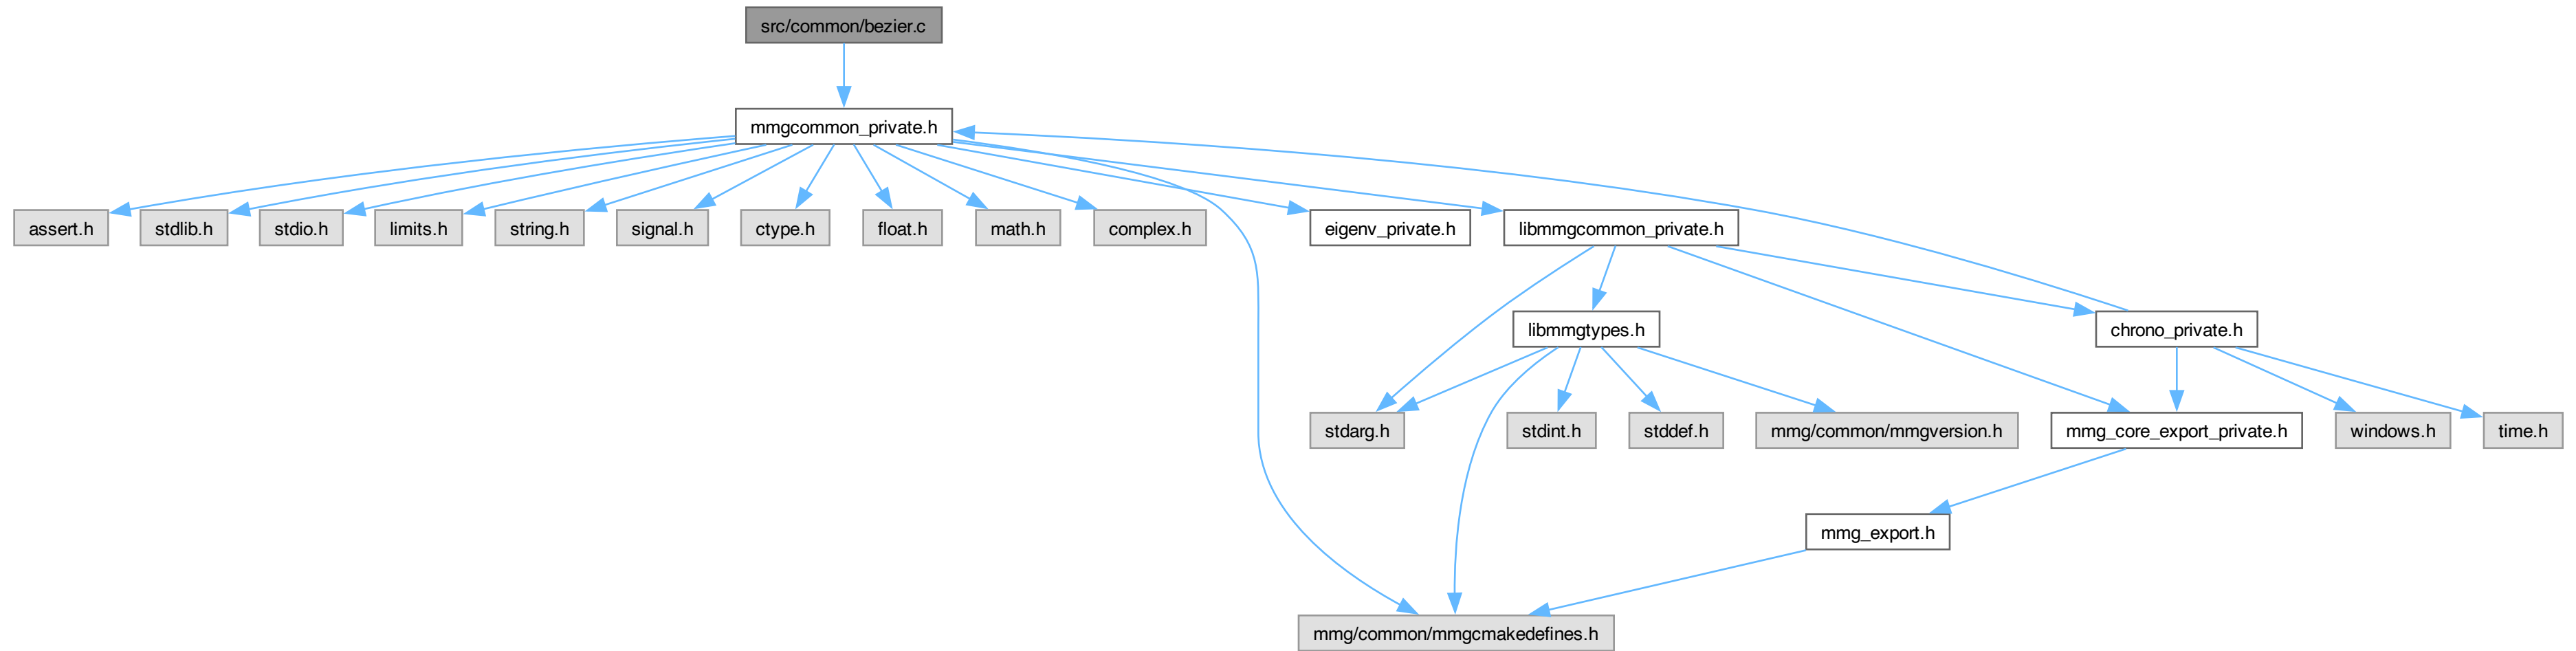 src/common/bezier.c
mmgcommon_private.h
assert.h
stdlib.h
stdio.h
limits.h
string.h
signal.h
ctype.h
float.h
math.h
complex.h
eigenv_private.h
libmmgcommon_private.h
libmmgtypes.h
chrono_private.h
stdarg.h
stdint.h
stddef.h
mmg/common/mmgversion.h
mmg_core_export_private.h
windows.h
time.h
mmg_export.h
mmg/common/mmgcmakedefines.h